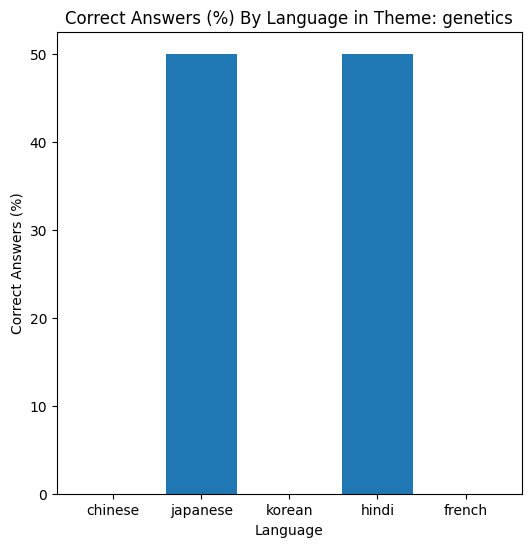 Correct Answers (%) By Language in Theme: genetics
Correct Answers (%)
50
40
30
20
10
0
chinese japanese korean hindi french
Language